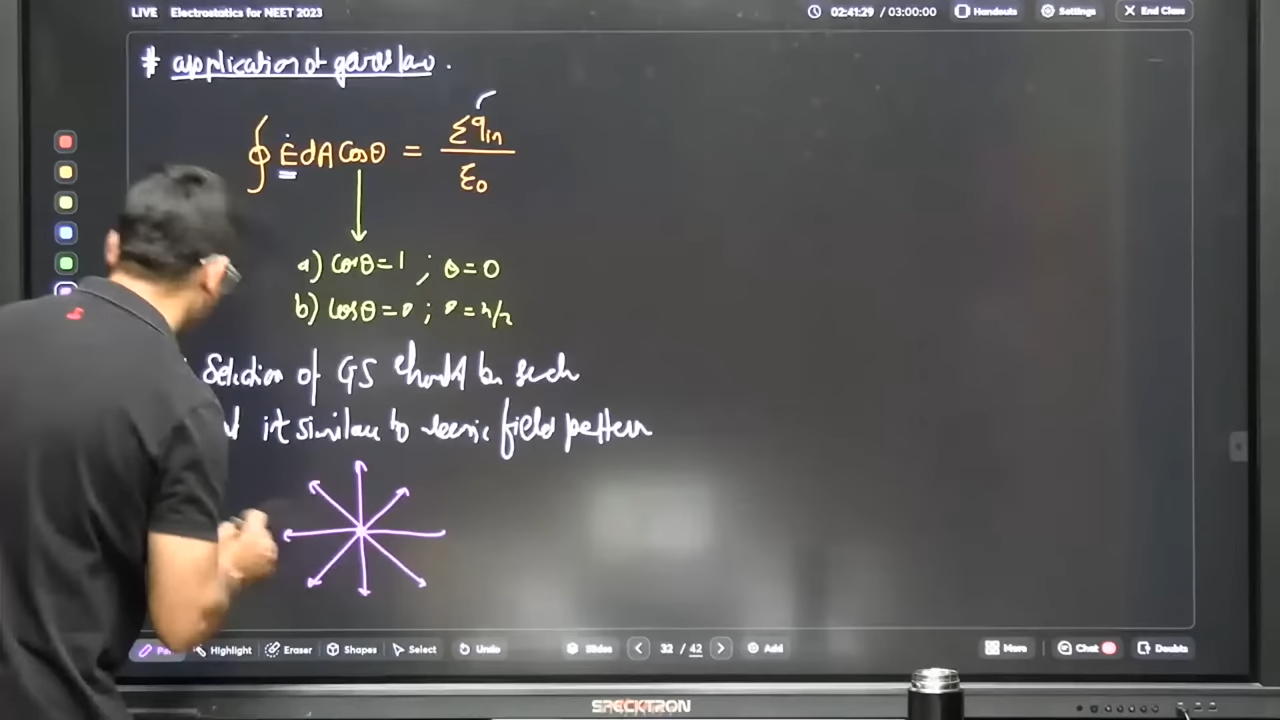 LIVE Electrostatics for NEET 2023 02:41:29 / 03:00:00 Handouts Settings End Class
# application of gauss law.
∮ E dA Cosθ = Σq_in / ε₀
a) Cosθ = 1 ; θ = 0
b) Cosθ = 0 ; θ = π/2
Selection of GS should be such
it similar to field pattern
Highlight Eraser Shapes Select Undo Slides 32 / 42 Add More Chat Doubts
SPECKTRON